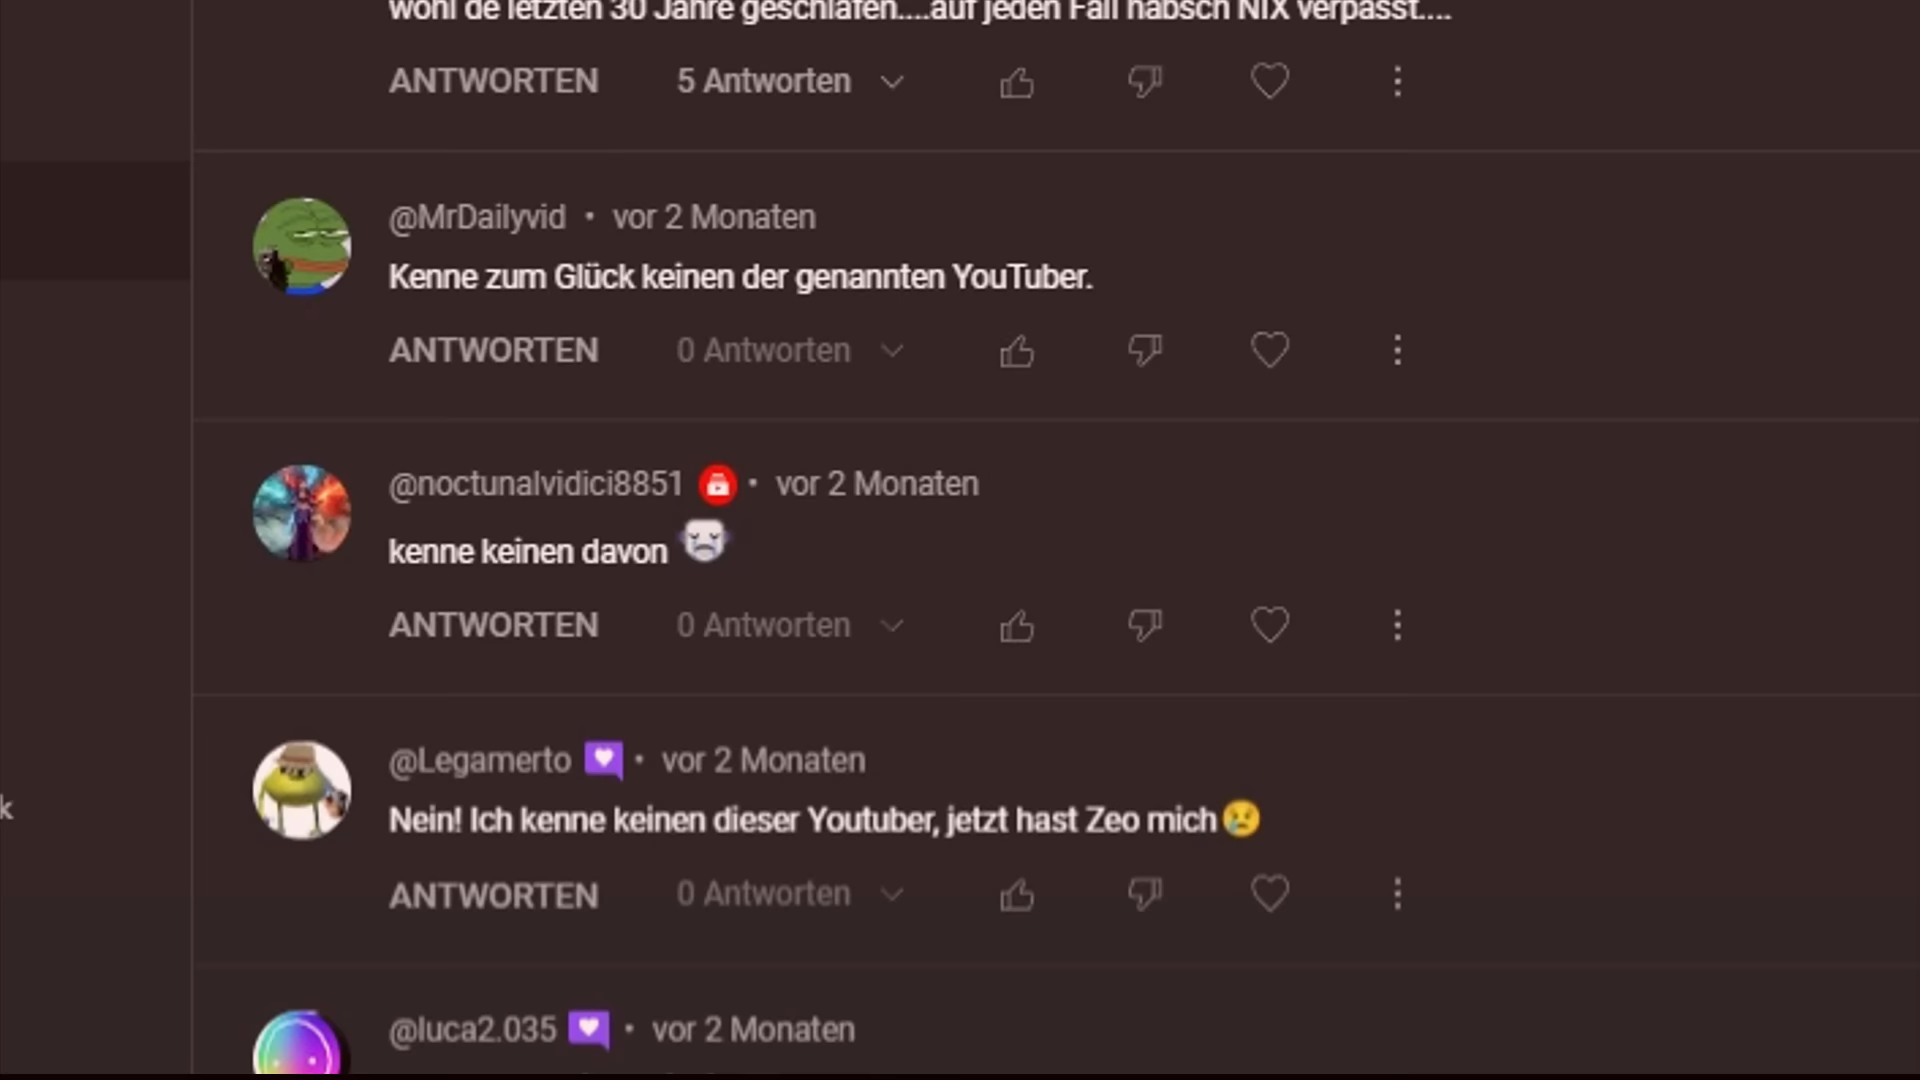 wohl de letzten 30 Jahre geschlafen....auf jeden Fall habsch NIX verpasst....
ANTWORTEN 5 Antworten
@MrDailyvid • vor 2 Monaten
Kenne zum Glück keinen der genannten YouTuber.
ANTWORTEN 0 Antworten
@noctunalvidici8851 • vor 2 Monaten
kenne keinen davon
ANTWORTEN 0 Antworten
k
@Legamerto • vor 2 Monaten
Nein! Ich kenne keinen dieser Youtuber, jetzt hast Zeo mich😢
ANTWORTEN 0 Antworten
@luca2.035 • vor 2 Monaten